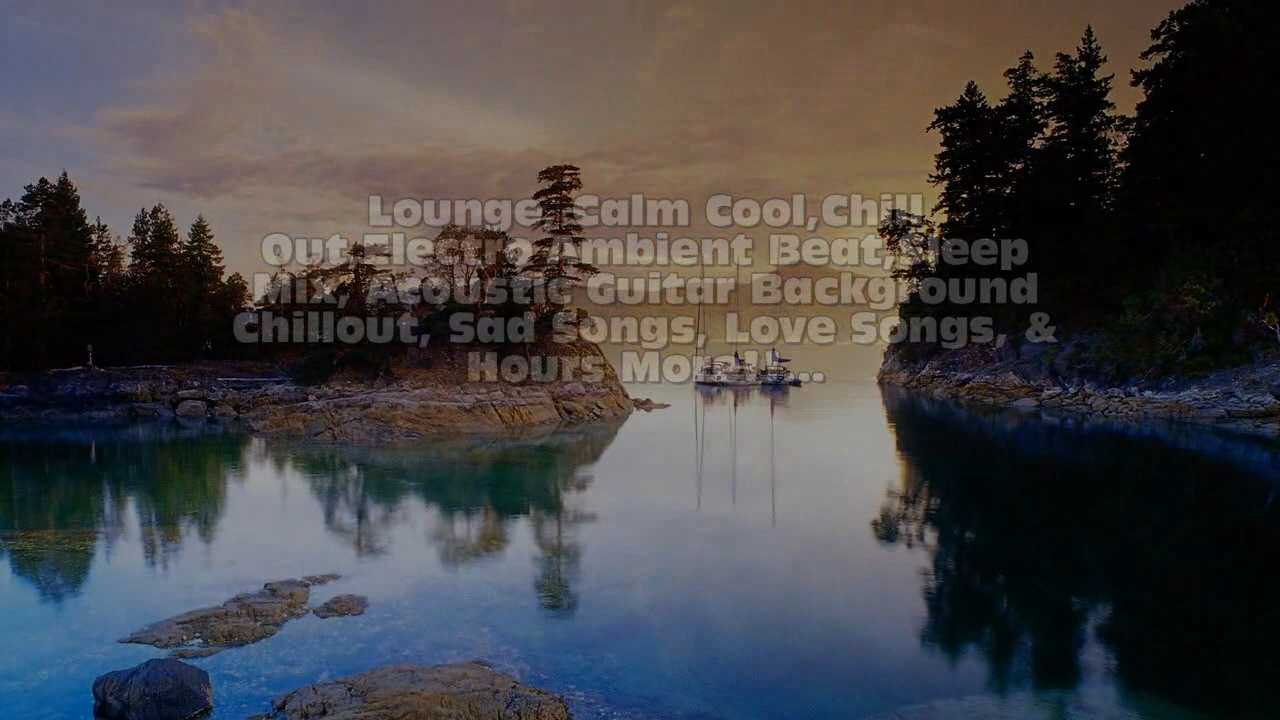 Lounge Calm Cool,Chill
Out Electro Ambient Beat,Sleep
Mix, Acoustic Guitar Background
Chillout, Sad Songs, Love Songs, &
Hours More!!...